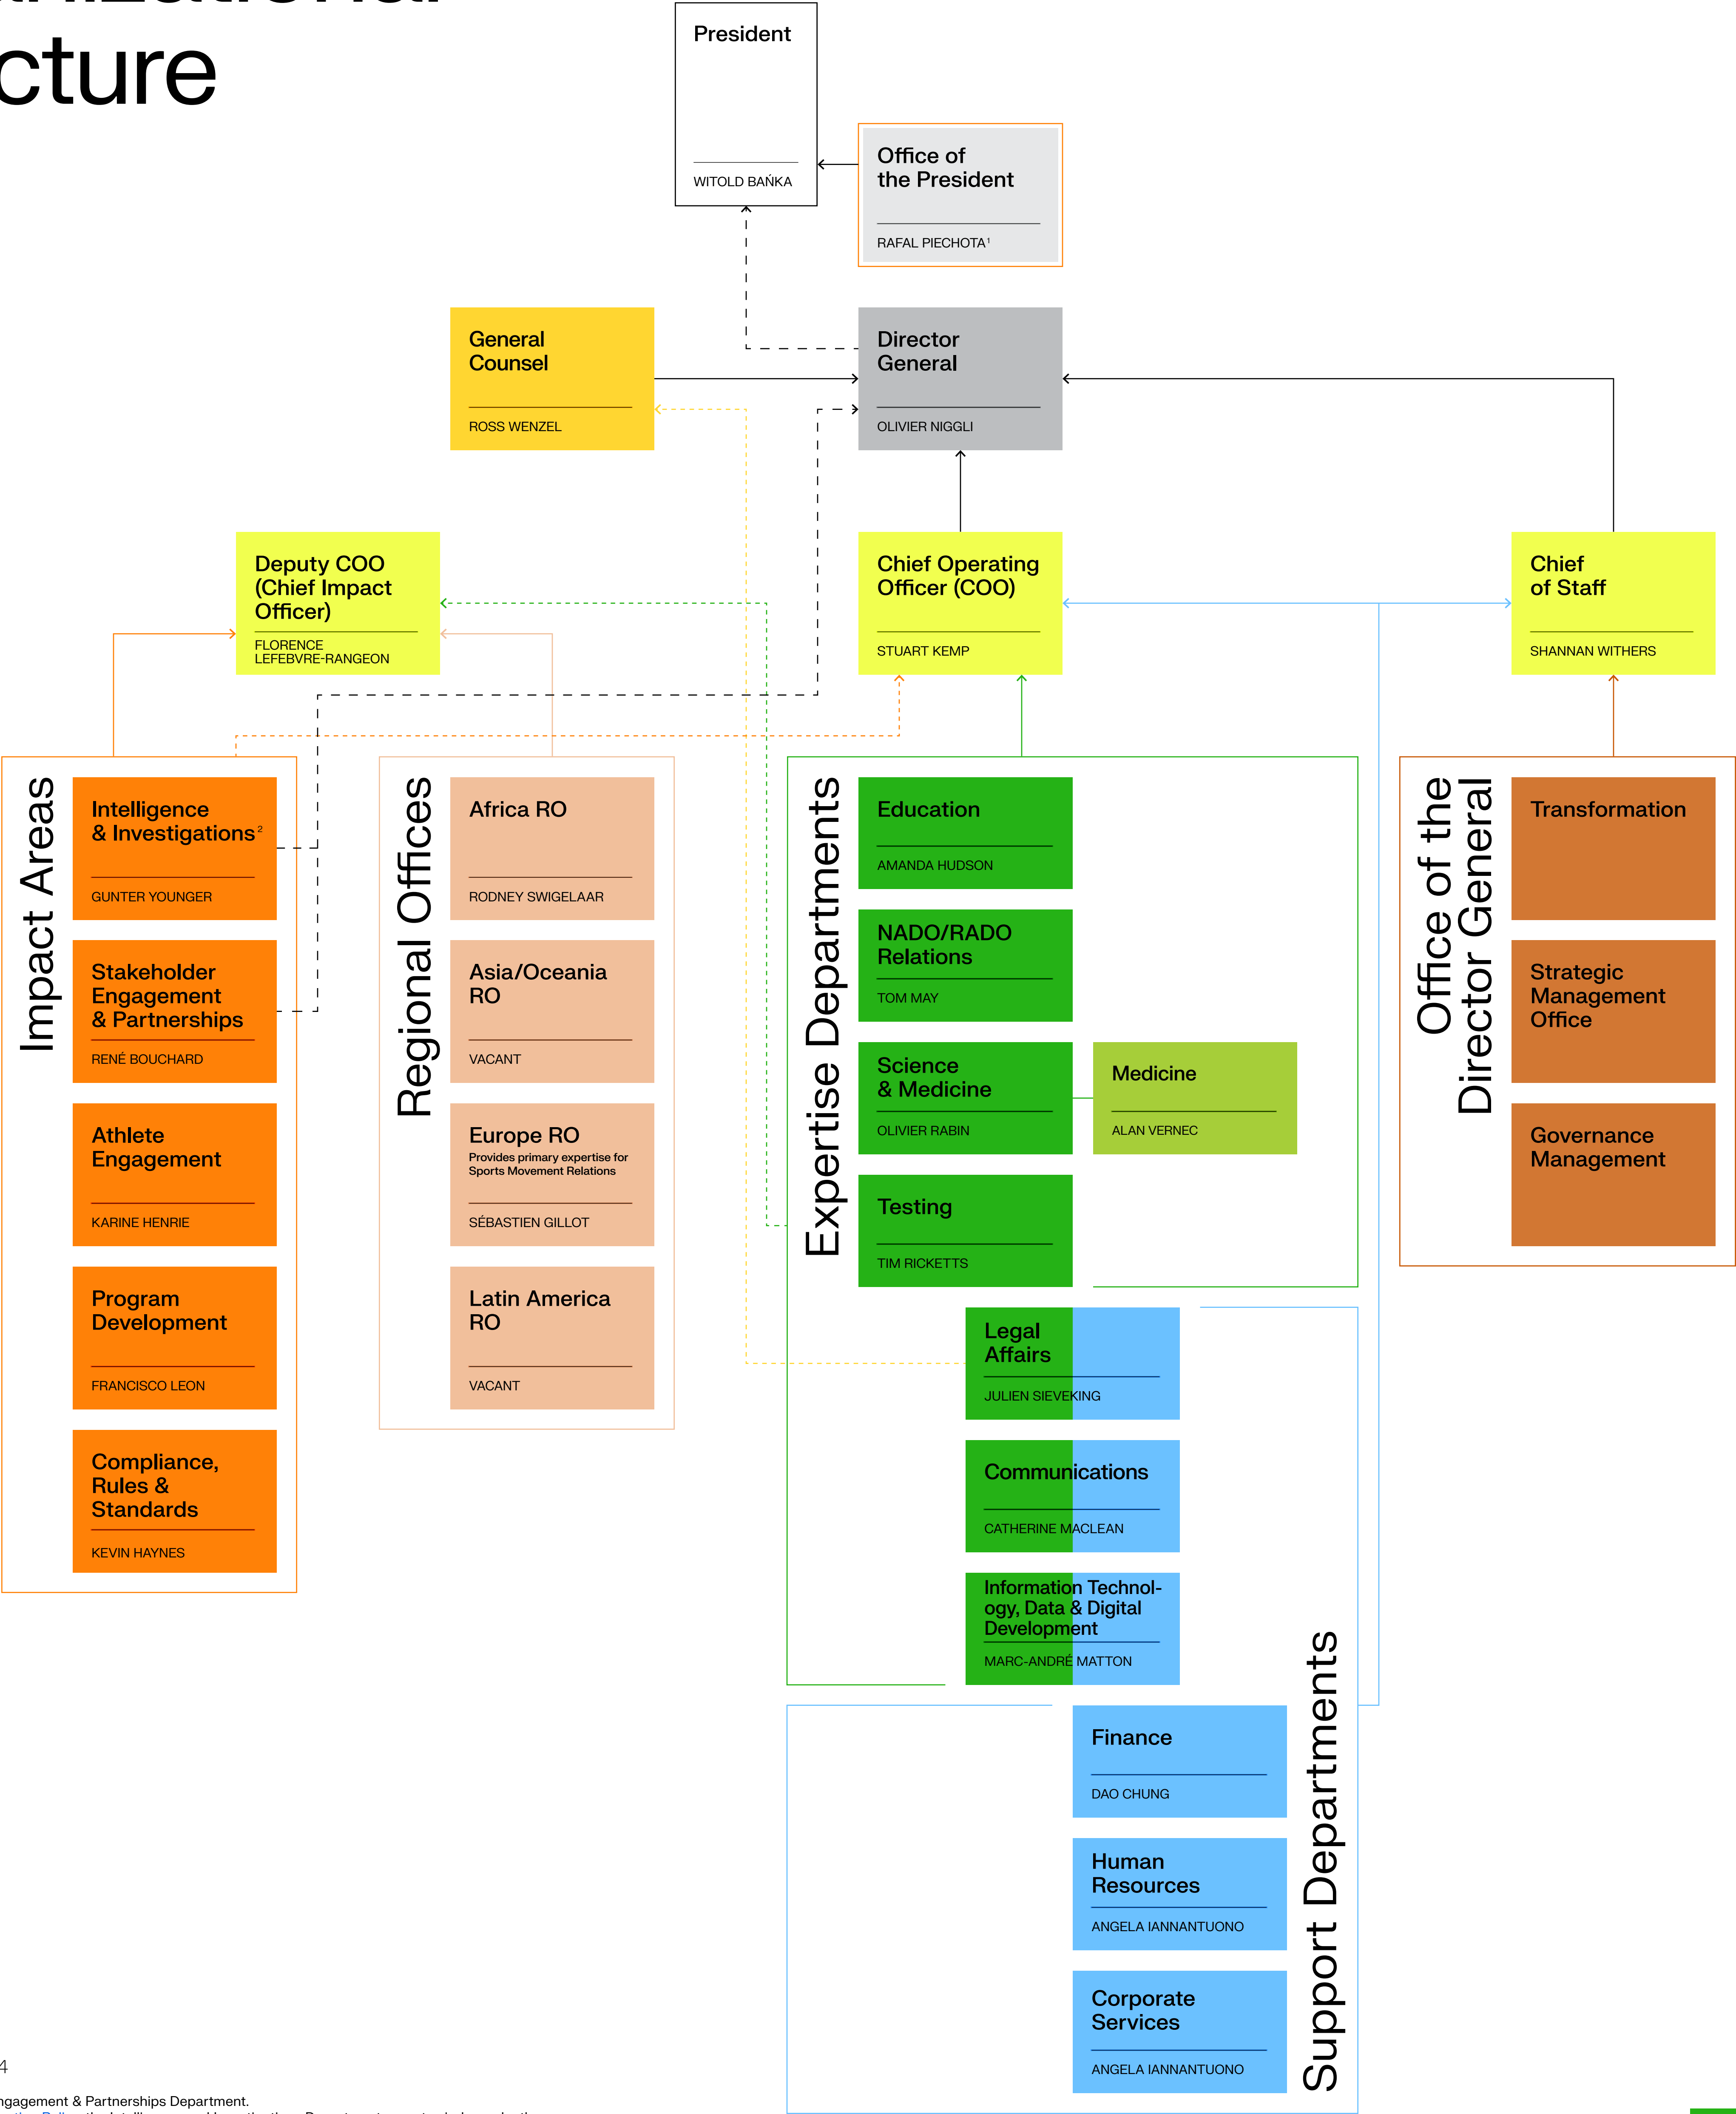 cture
President
WITOLD BAŃKA
Office of
the President
RAFAL PIECHOTA¹
General
Counsel
ROSS WENZEL
Director
General
OLIVIER NIGGLI
Deputy COO
(Chief Impact
Officer)
FLORENCE
LEFEBVRE-RANGEON
Chief Operating
Officer (COO)
STUART KEMP
Chief
of Staff
SHANNAN WITHERS
Impact Areas
Intelligence
& Investigations²
GUNTER YOUNGER
Stakeholder
Engagement
& Partnerships
RENÉ BOUCHARD
Athlete
Engagement
KARINE HENRIE
Program
Development
FRANCISCO LEON
Compliance,
Rules &
Standards
KEVIN HAYNES
Regional Offices
Africa RO
RODNEY SWIGELAAR
Asia/Oceania
RO
VACANT
Europe RO
Provides primary expertise for
Sports Movement Relations
SÉBASTIEN GILLOT
Latin America
RO
VACANT
Expertise Departments
Education
AMANDA HUDSON
NADO/RADO
Relations
TOM MAY
Science
& Medicine
OLIVIER RABIN
Medicine
ALAN VERNEC
Testing
TIM RICKETTS
Legal
Affairs
JULIEN SIEVEKING
Communications
CATHERINE MACLEAN
Information Technol-
ogy, Data & Digital
Development
MARC-ANDRÉ MATTON
Support Departments
Finance
DAO CHUNG
Human
Resources
ANGELA IANNANTUONO
Corporate
Services
ANGELA IANNANTUONO
Office of the
Director General
Transformation
Strategic
Management
Office
Governance
Management
4
ngagement & Partnerships Department.